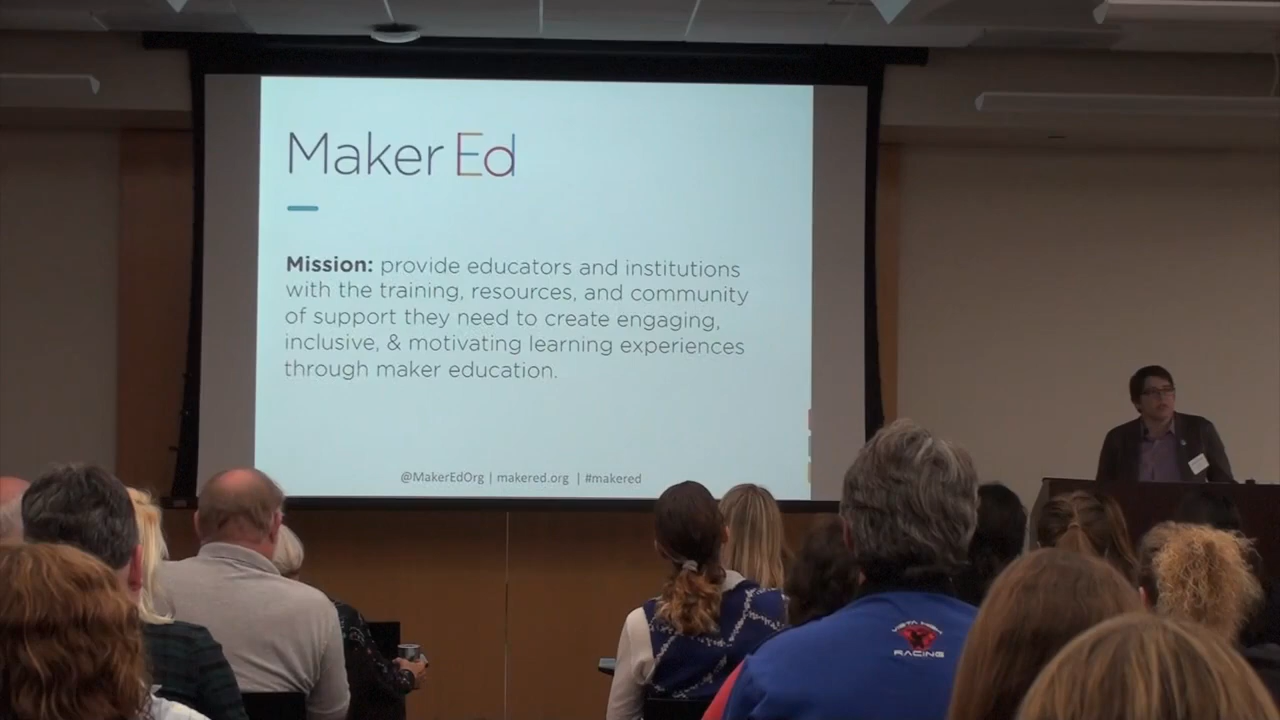 Maker Ed
Mission: provide educators and institutions
with the training, resources, and community
of support they need to create engaging,
inclusive, & motivating learning experiences
through maker education.
@MakerEdOrg | makered.org | #makered
RACING